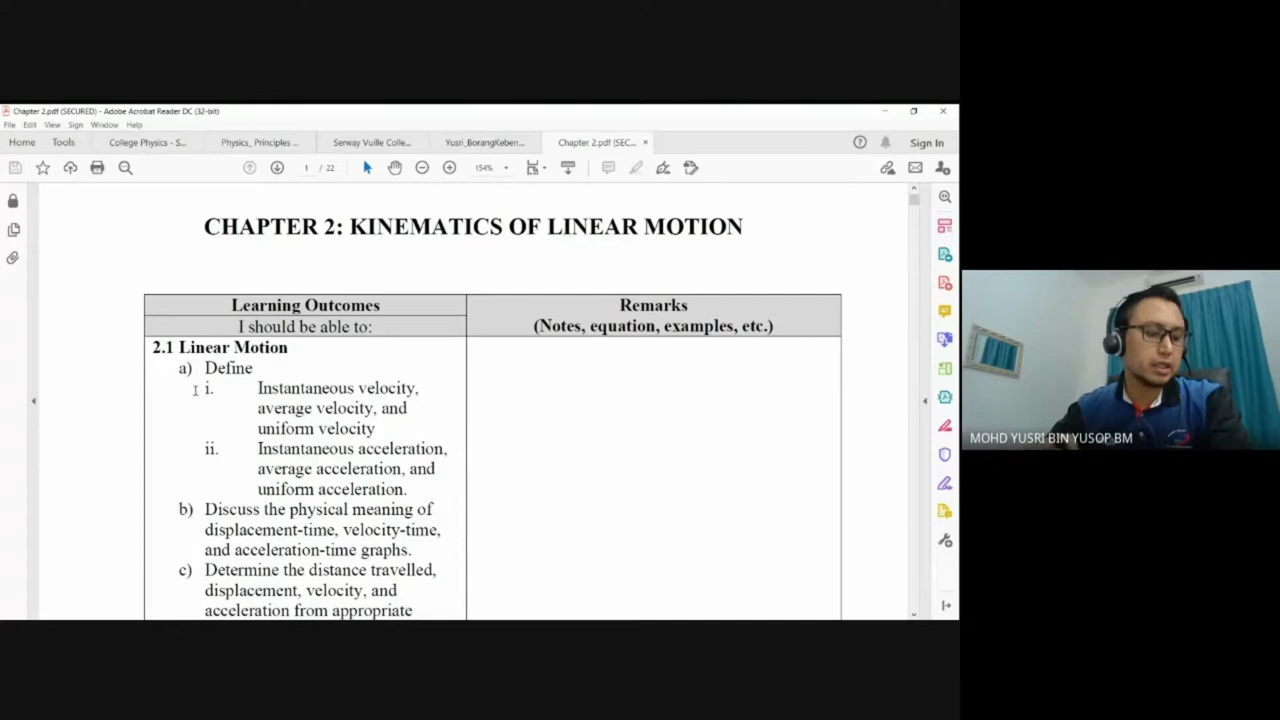 Chapter 2.pdf (SECURED) - Adobe Acrobat Reader DC (32-bit)
File Edit View Sign Window Help
Home Tools College Physics - S... Physics_ Principles ... Serway Vuille Colle... Yusri_BorangKeben... Chapter 2.pdf (SEC... × Sign In
1 / 22 154%
CHAPTER 2: KINEMATICS OF LINEAR MOTION
Learning Outcomes
I should be able to:
Remarks
(Notes, equation, examples, etc.)
2.1 Linear Motion
a) Define
i. Instantaneous velocity,
average velocity, and
uniform velocity
ii. Instantaneous acceleration,
average acceleration, and
uniform acceleration.
b) Discuss the physical meaning of
displacement-time, velocity-time,
and acceleration-time graphs.
c) Determine the distance travelled,
displacement, velocity, and
acceleration from appropriate
MOHD YUSRI BIN YUSOP BM